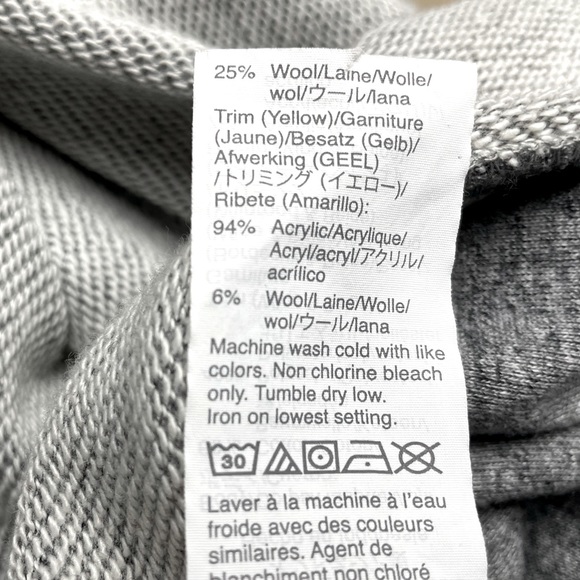 25% Wool/Laine/Wolle/
wol/ウール/lana
Trim (Yellow)/Garniture
(Jaune)/Besatz (Gelb)/
Afwerking (GEEL)
/トリミング (イエロー)/
Ribete (Amarillo):
94% Acrylic/Acrylique/
Acryl/acryl/アクリル/
acrílico
6% Wool/Laine/Wolle/
wol/ウール/lana
Machine wash cold with like
colors. Non chlorine bleach
only. Tumble dry low.
Iron on lowest setting.
30
Laver à la machine à l'eau
froide avec des couleurs
similaires. Agent de
blanchiment non chloré